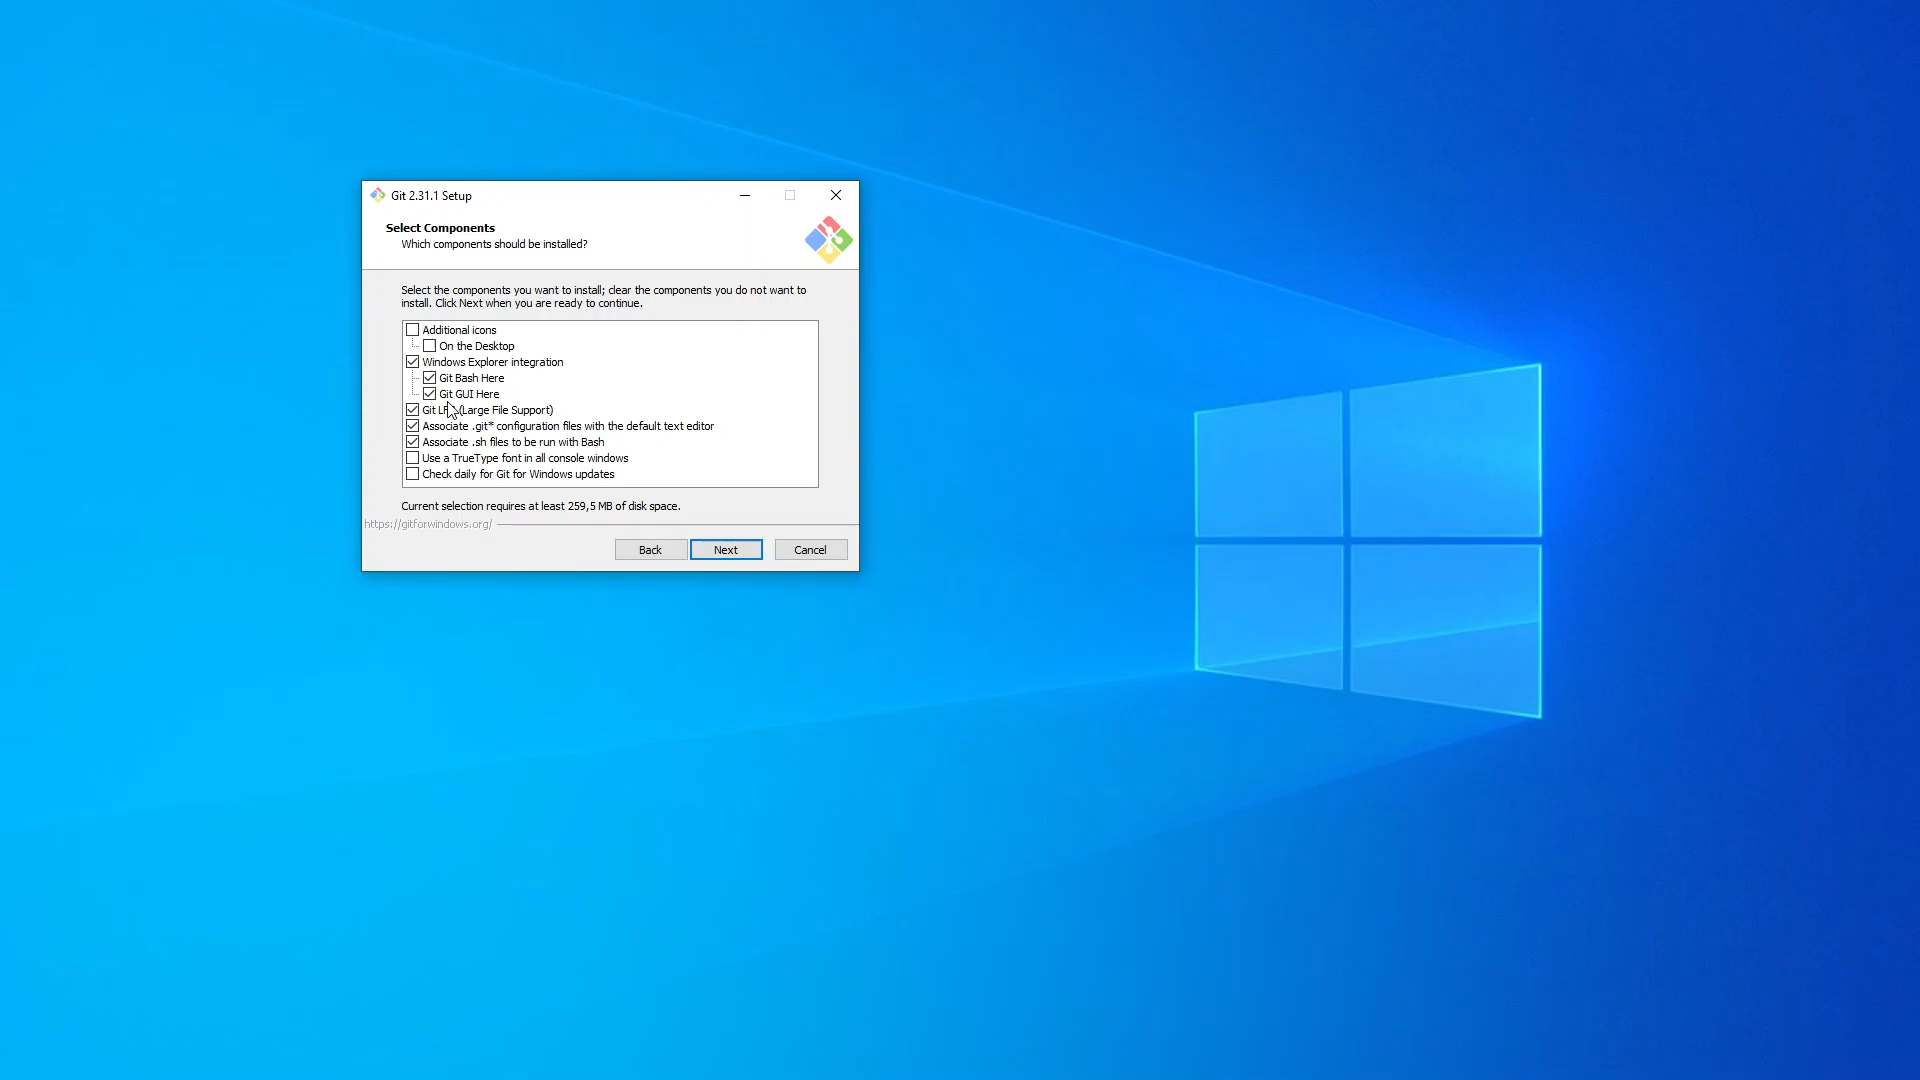 Git 2.31.1 Setup
Select Components
Which components should be installed?
Select the components you want to install; clear the components you do not want to
install. Click Next when you are ready to continue.
Additional icons
On the Desktop
Windows Explorer integration
Git Bash Here
Git GUI Here
Git (Large File Support)
Associate .git* configuration files with the default text editor
Associate .sh files to be run with Bash
Use a TrueType font in all console windows
Check daily for Git for Windows updates
Current selection requires at least 259,5 MB of disk space.
https://gitforwindows.org/
Back
Next
Cancel